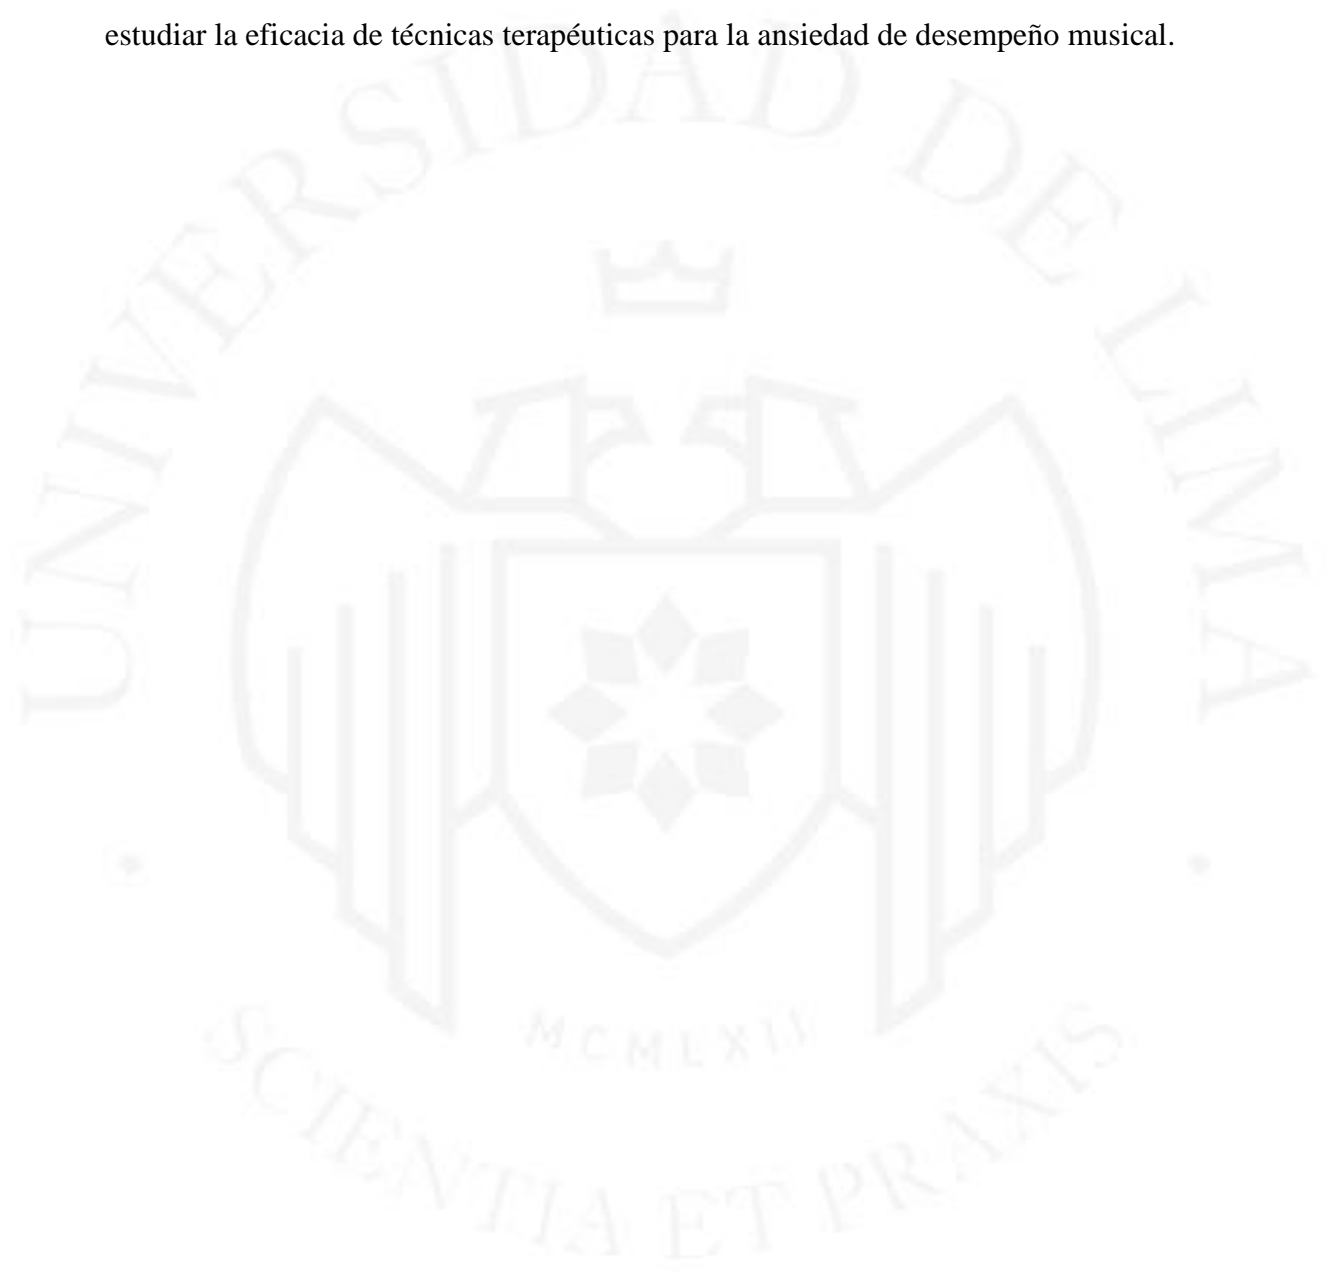 estudiar la eficacia de técnicas terapéuticas para la ansiedad de desempeño musical.
UNIVERSIDAD DE LIMA
MCMLXII
SCIENTIA ET PRAXIS